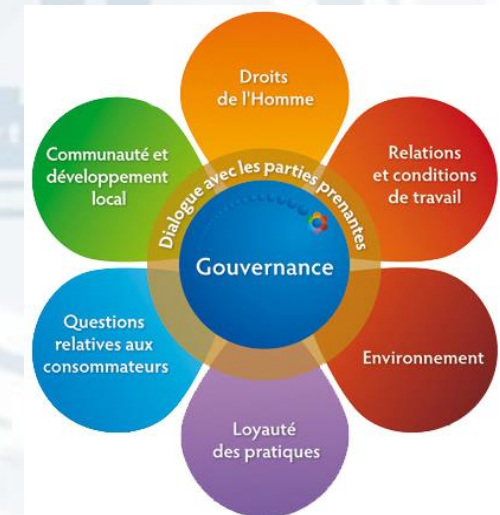 Droits
de l'Homme
Relations
et conditions
de travail
Environnement
Loyauté
des pratiques
Questions
relatives aux
consommateurs
Communauté et
développement
local
Dialogue avec les parties prenantes
Gouvernance